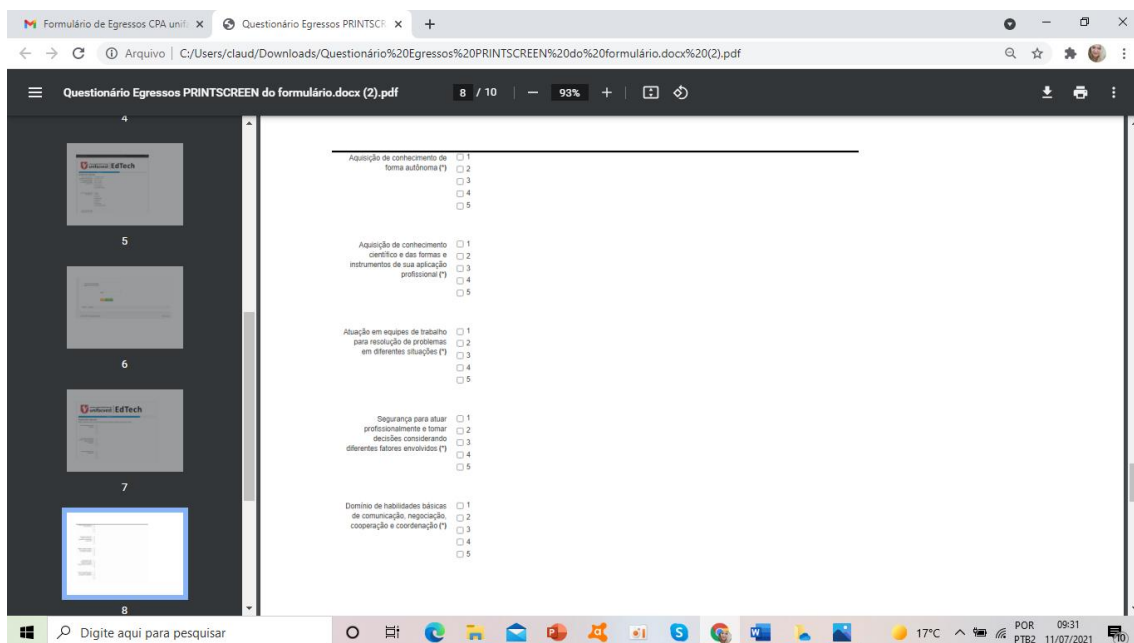 Formulário de Egressos CPA unif
Questionário Egressos PRINTSCR
Arquivo | C:/Users/claud/Downloads/Questionário%20Egressos%20PRINTSCREEN%20do%20formulário.docx%20(2).pdf
Questionário Egressos PRINTSCREEN do formulário.docx (2).pdf
8 / 10
93%
4
EdTech
5
6
EdTech
7
8
Aquisição de conhecimento de
forma autônoma (*)
1
2
3
4
5
Aquisição de conhecimento
científico e das formas e
instrumentos de sua aplicação
profissional (*)
1
2
3
4
5
Atuação em equipes de trabalho
para resolução de problemas
em diferentes situações (*)
1
2
3
4
5
Segurança para atuar
profissionalmente e tomar
decisões considerando
diferentes fatores envolvidos (*)
1
2
3
4
5
Domínio de habilidades básicas
de comunicação, negociação,
cooperação e coordenação (*)
1
2
3
4
5
Digite aqui para pesquisar
17°C
POR
PTB2
09:31
11/07/2021